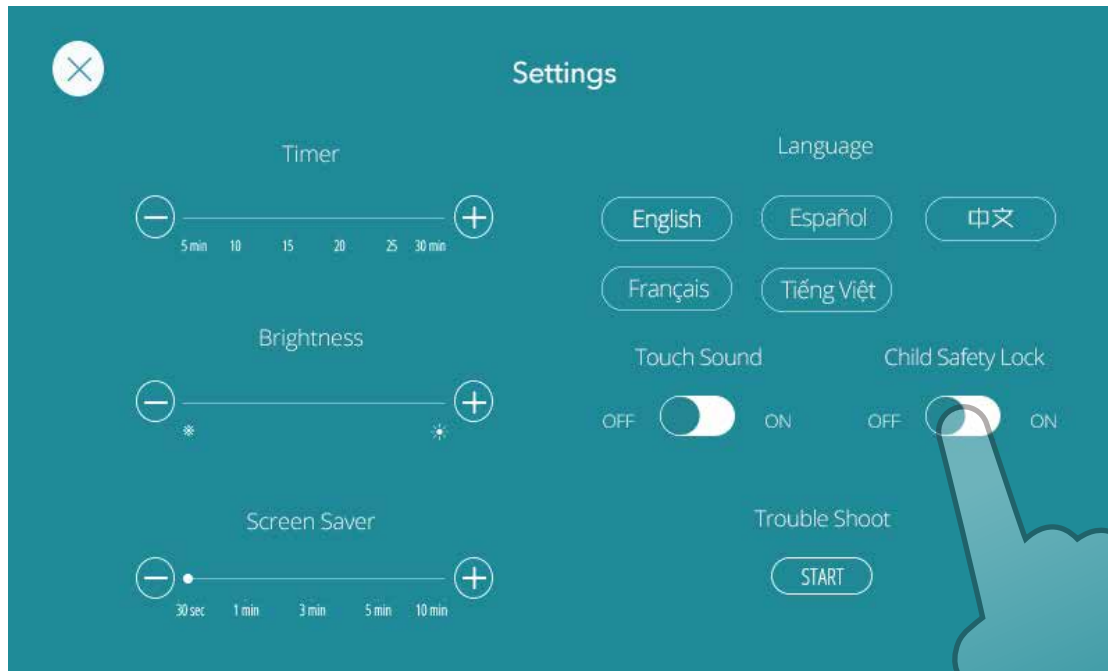 Settings
Timer
5 min 10 15 20 25 30 min
Brightness
Screen Saver
30 sec 1 min 3 min 5 min 10 min
Language
English Español 中文
Français Tiếng Việt
Touch Sound Child Safety Lock
OFF ON OFF ON
Trouble Shoot
START